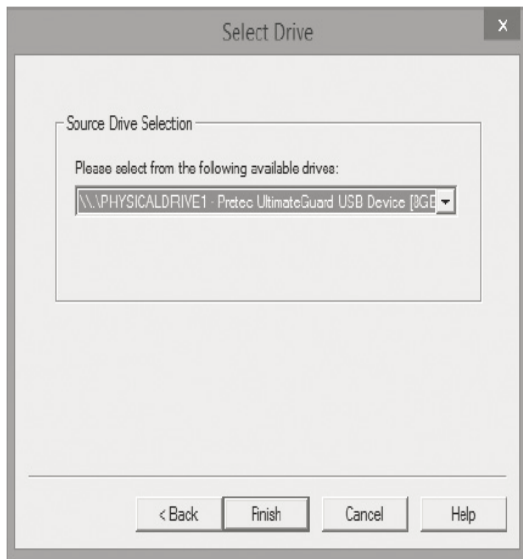 Select Drive
X
Source Drive Selection
Please select from the following available drives:
\\.\PHYSICALDRIVE1 - Pretec UltimateGuard USB Device [8GB
< Back Finish Cancel Help